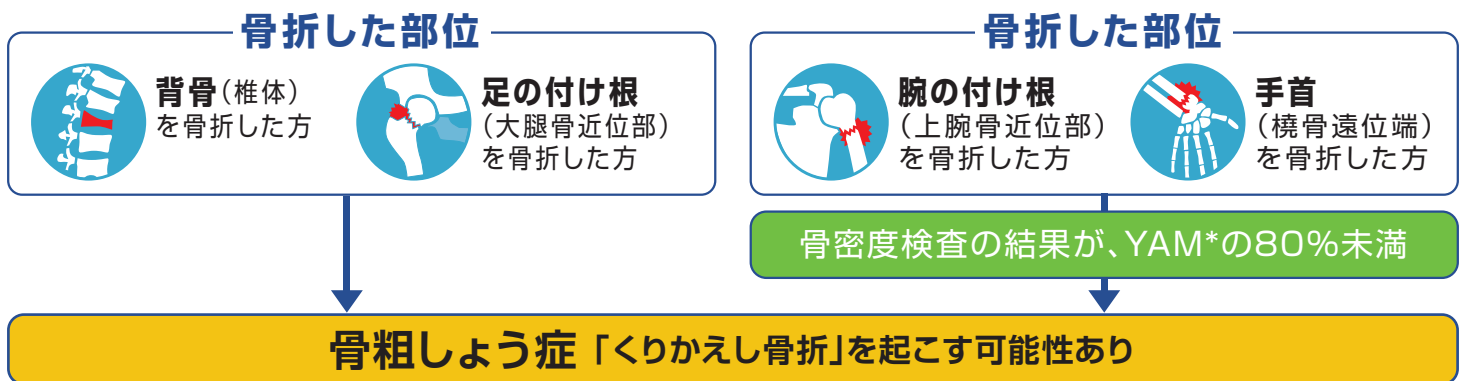 骨折した部位
背骨(椎体)
を骨折した方
足の付け根
(大腿骨近位部)
を骨折した方
骨折した部位
腕の付け根
(上腕骨近位部)
を骨折した方
手首
(橈骨遠位端)
を骨折した方
骨密度検査の結果が、YAM*の80%未満
骨粗しょう症「くりかえし骨折」を起こす可能性あり